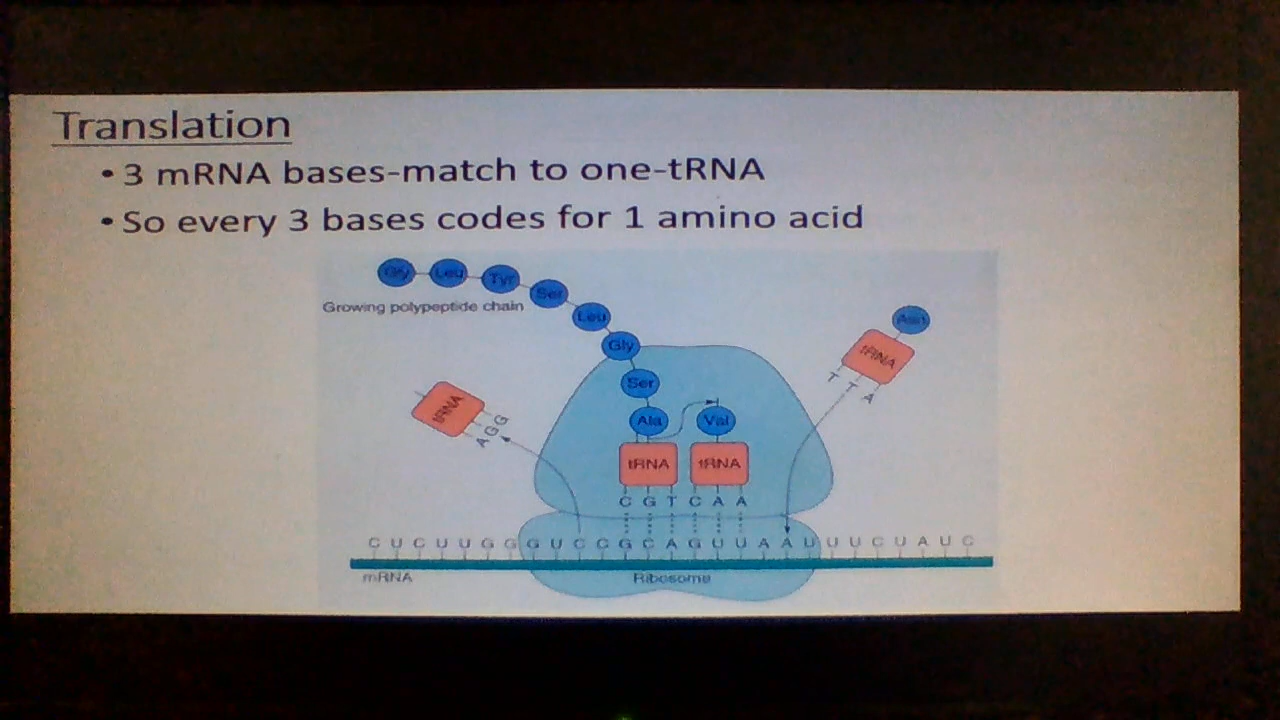 Translation
• 3 mRNA bases-match to one-tRNA
• So every 3 bases codes for 1 amino acid
Gly Leu Tyr Ser Leu Gly Ser Ala Val
Growing polypeptide chain
Asn
tRNA
T T A
tRNA
A G G
tRNA tRNA
C G T C A A
C U C U U G G G U C C G C A G U U A A U U U C U A U C
mRNA
Ribosome